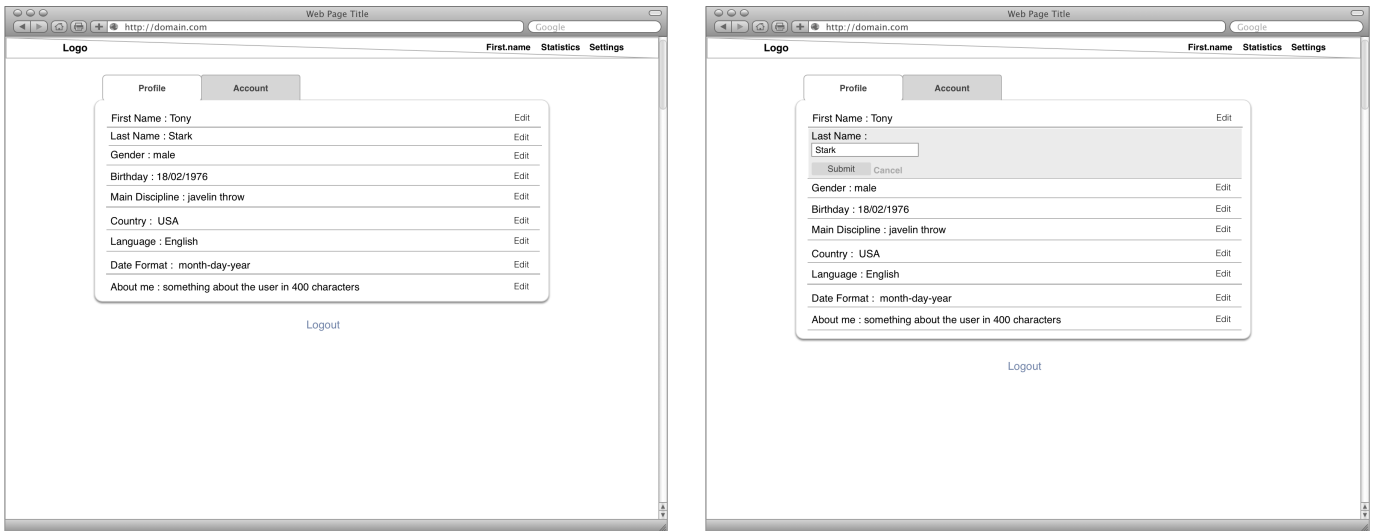 Web Page Title
http://domain.com
Google
Logo
First.name Statistics Settings
Profile Account
First Name : Tony Edit
Last Name : Stark Edit
Gender : male Edit
Birthday : 18/02/1976 Edit
Main Discipline : javelin throw Edit
Country : USA Edit
Language : English Edit
Date Format : month-day-year Edit
About me : something about the user in 400 characters Edit
Logout
Web Page Title
http://domain.com
Google
Logo
First.name Statistics Settings
Profile Account
First Name : Tony Edit
Last Name :
Stark
Submit Cancel
Gender : male Edit
Birthday : 18/02/1976 Edit
Main Discipline : javelin throw Edit
Country : USA Edit
Language : English Edit
Date Format : month-day-year Edit
About me : something about the user in 400 characters Edit
Logout